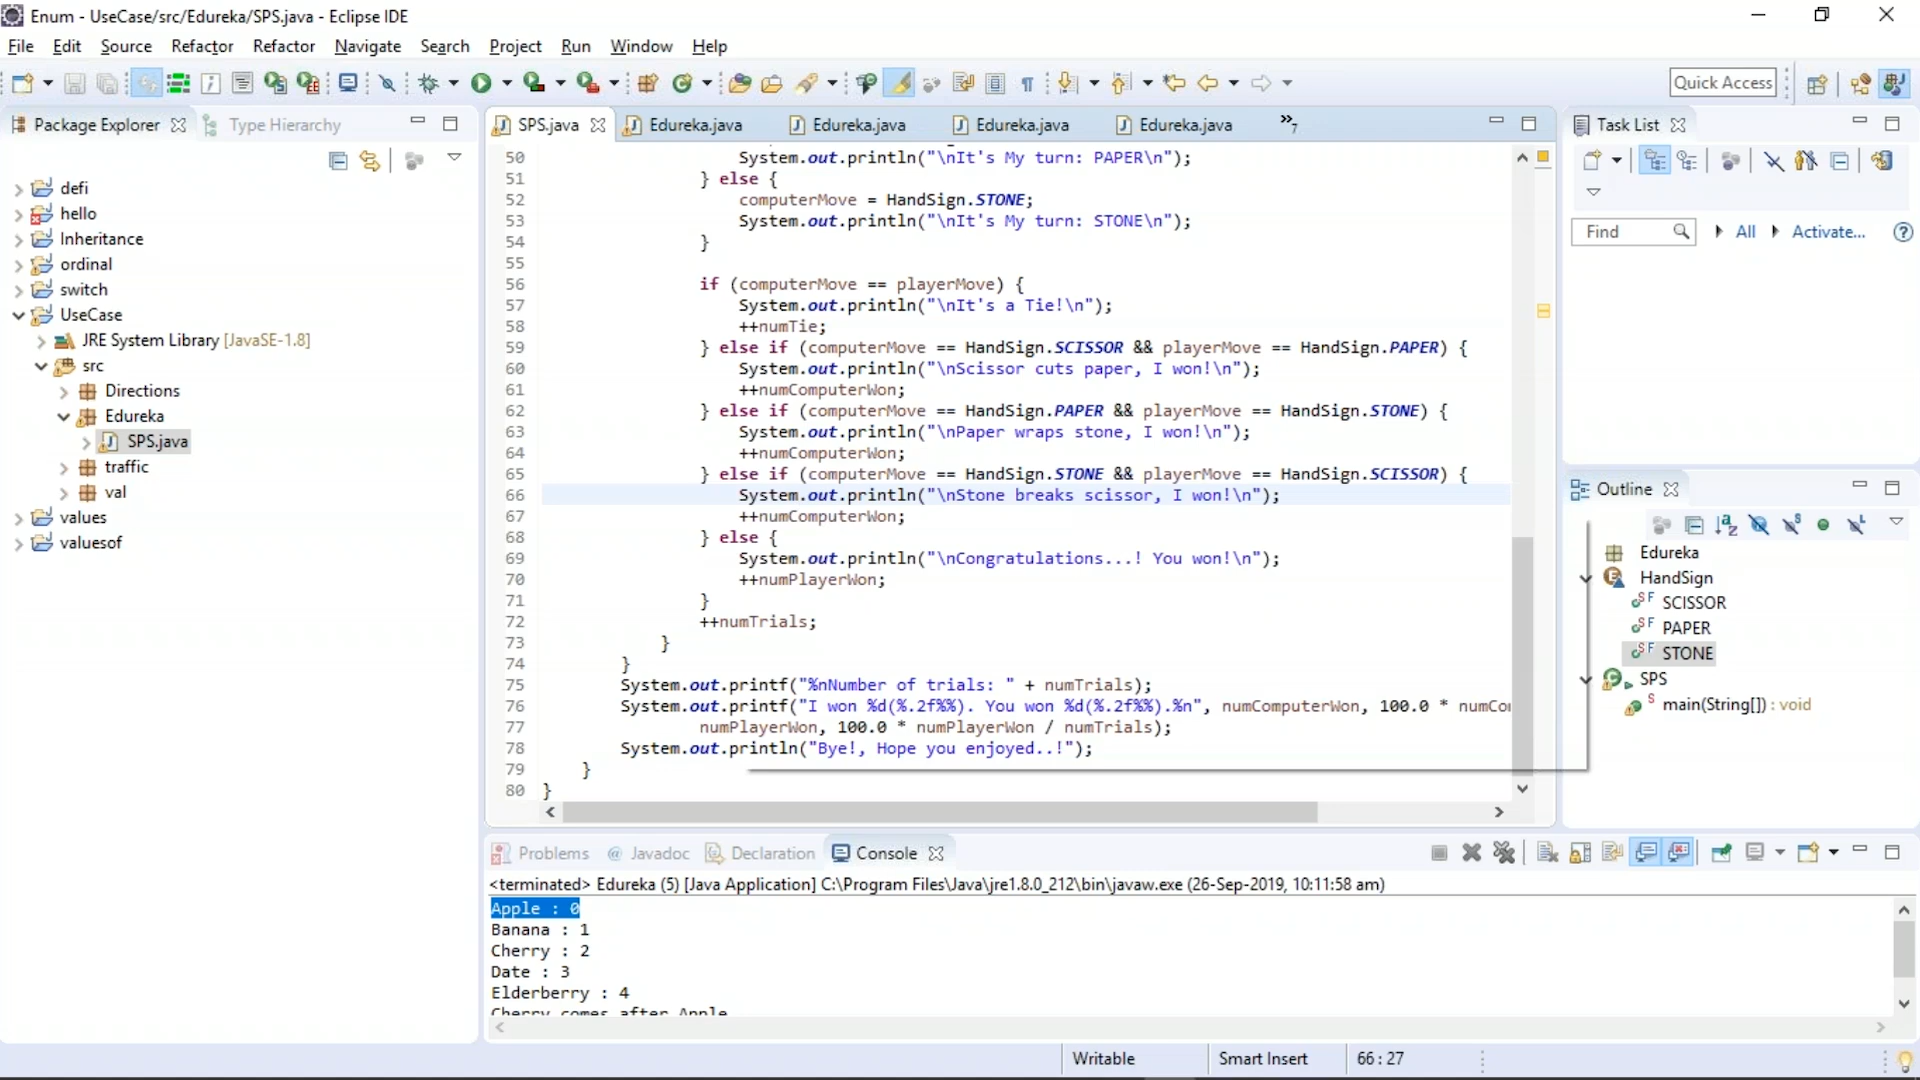 Enum - UseCase/src/Edureka/SPS.java - Eclipse IDE
File Edit Source Refactor Refactor Navigate Search Project Run Window Help
Quick Access
Package Explorer Type Hierarchy
defi
hello
Inheritance
ordinal
switch
UseCase
JRE System Library [JavaSE-1.8]
src
Directions
Edureka
SPS.java
traffic
val
values
valuesof
SPS.java Edureka.java Edureka.java Edureka.java Edureka.java »7
50 System.out.println("\nIt's My turn: PAPER\n");
51 } else {
52 computerMove = HandSign.STONE;
53 System.out.println("\nIt's My turn: STONE\n");
54 }
55
56 if (computerMove == playerMove) {
57 System.out.println("\nIt's a Tie!\n");
58 ++numTie;
59 } else if (computerMove == HandSign.SCISSOR && playerMove == HandSign.PAPER) {
60 System.out.println("\nScissor cuts paper, I won!\n");
61 ++numComputerWon;
62 } else if (computerMove == HandSign.PAPER && playerMove == HandSign.STONE) {
63 System.out.println("\nPaper wraps stone, I won!\n");
64 ++numComputerWon;
65 } else if (computerMove == HandSign.STONE && playerMove == HandSign.SCISSOR) {
66 System.out.println("\nStone breaks scissor, I won!\n");
67 ++numComputerWon;
68 } else {
69 System.out.println("\nCongratulations...! You won!\n");
70 ++numPlayerWon;
71 }
72 ++numTrials;
73 }
74 }
75 System.out.printf("%nNumber of trials: " + numTrials);
76 System.out.printf("I won %d(%.2f%%). You won %d(%.2f%%).%n", numComputerWon, 100.0 * numCo
77 numPlayerWon, 100.0 * numPlayerWon / numTrials);
78 System.out.println("Bye!, Hope you enjoyed..!");
79 }
80 }
Task List
Find All Activate...
Outline
Edureka
HandSign
SCISSOR
PAPER
STONE
SPS
main(String[]) : void
Problems @ Javadoc Declaration Console
<terminated> Edureka (5) [Java Application] C:\Program Files\Java\jre1.8.0_212\bin\javaw.exe (26-Sep-2019, 10:11:58 am)
Apple : 0
Banana : 1
Cherry : 2
Date : 3
Elderberry : 4
Cherry comes after Apple
Writable Smart Insert 66 : 27